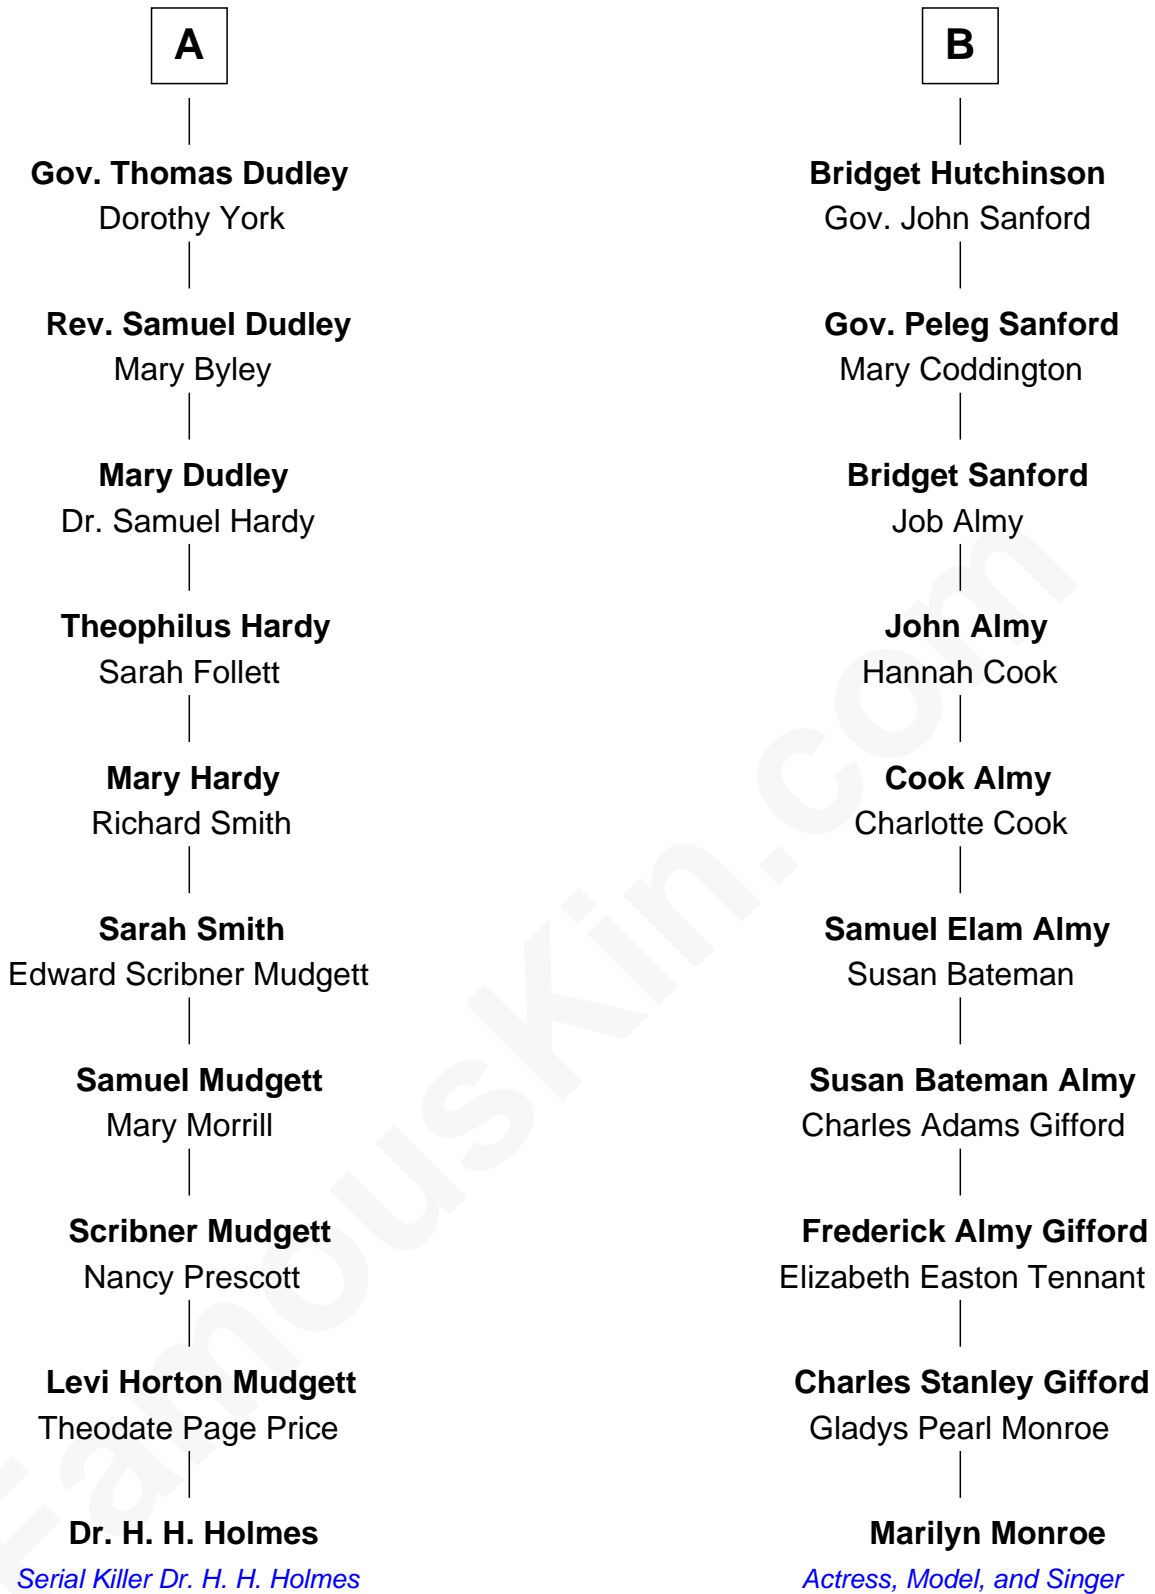 A
Gov. Thomas Dudley
Dorothy York
Rev. Samuel Dudley
Mary Byley
Mary Dudley
Dr. Samuel Hardy
Theophilus Hardy
Sarah Follett
Mary Hardy
Richard Smith
Sarah Smith
Edward Scribner Mudgett
Samuel Mudgett
Mary Morrill
Scribner Mudgett
Nancy Prescott
Levi Horton Mudgett
Theodate Page Price
Dr. H. H. Holmes
Serial Killer Dr. H. H. Holmes
B
Bridget Hutchinson
Gov. John Sanford
Gov. Peleg Sanford
Mary Coddington
Bridget Sanford
Job Almy
John Almy
Hannah Cook
Cook Almy
Charlotte Cook
Samuel Elam Almy
Susan Bateman
Susan Bateman Almy
Charles Adams Gifford
Frederick Almy Gifford
Elizabeth Easton Tennant
Charles Stanley Gifford
Gladys Pearl Monroe
Marilyn Monroe
Actress, Model, and Singer
FamousKin.com